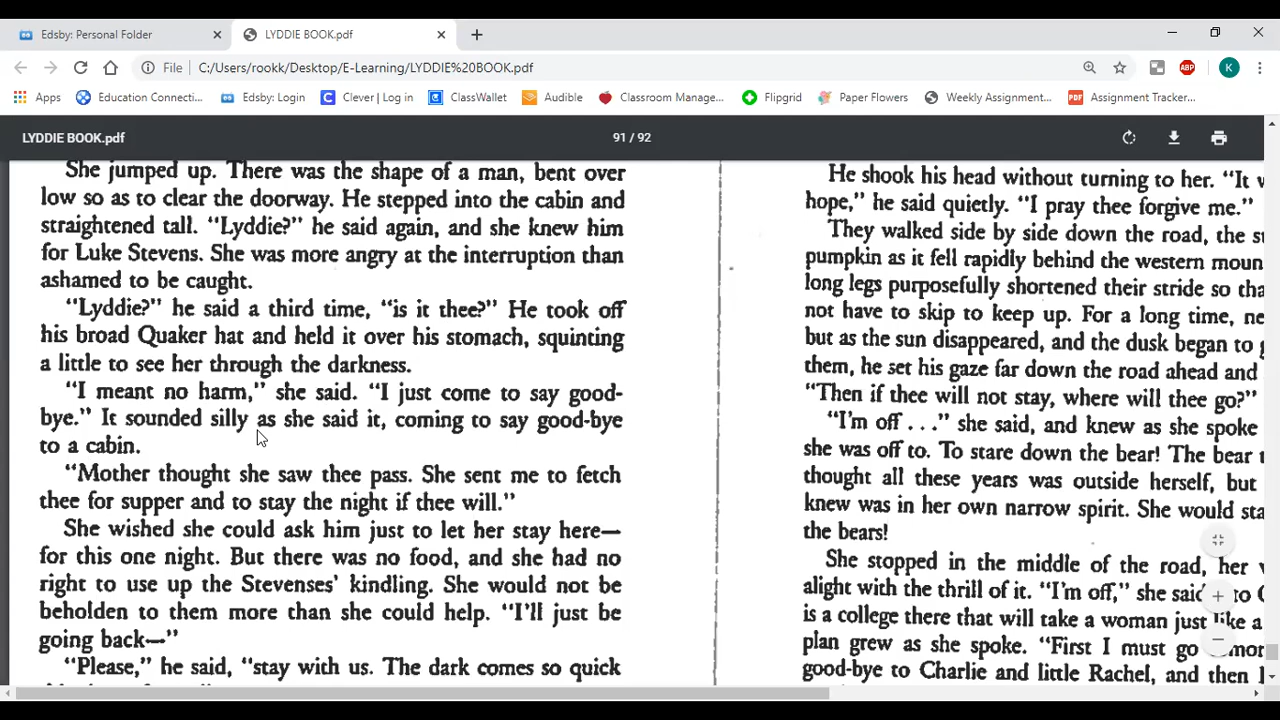 Edsby: Personal Folder
LYDDIE BOOK.pdf
File
C:/Users/rookk/Desktop/E-Learning/LYDDIE%20BOOK.pdf
ABP
K
Apps
Education Connecti...
Edsby: Login
Clever | Log in
ClassWallet
Audible
Classroom Manage...
Flipgrid
Paper Flowers
Weekly Assignment...
PDF
Assignment Tracker...
LYDDIE BOOK.pdf
91 / 92
She jumped up. There was the shape of a man, bent over
low so as to clear the doorway. He stepped into the cabin and
straightened tall. “Lyddie?” he said again, and she knew him
for Luke Stevens. She was more angry at the interruption than
ashamed to be caught.
“Lyddie?” he said a third time, “is it thee?” He took off
his broad Quaker hat and held it over his stomach, squinting
a little to see her through the darkness.
“I meant no harm,” she said. “I just come to say good-
bye.” It sounded silly as she said it, coming to say good-bye
to a cabin.
“Mother thought she saw thee pass. She sent me to fetch
thee for supper and to stay the night if thee will.”
She wished she could ask him just to let her stay here—
for this one night. But there was no food, and she had no
right to use up the Stevenses’ kindling. She would not be
beholden to them more than she could help. “I’ll just be
going back—”
“Please,” he said, “stay with us. The dark comes so quick
He shook his head without turning to her. “It w
hope,” he said quietly. “I pray thee forgive me.”
They walked side by side down the road, the su
pumpkin as it fell rapidly behind the western moun
long legs purposefully shortened their stride so tha
not have to skip to keep up. For a long time, ne
but as the sun disappeared, and the dusk began to g
them, he set his gaze far down the road ahead and
“Then if thee will not stay, where will thee go?”
“I’m off . . .” she said, and knew as she spoke
she was off to. To stare down the bear! The bear t
thought all these years was outside herself, but
knew was in her own narrow spirit. She would sta
the bears!
She stopped in the middle of the road, her v
alight with the thrill of it. “I’m off,” she said to O
is a college there that will take a woman just like a
plan grew as she spoke. “First I must go
good-bye to Charlie and little Rachel, and then I